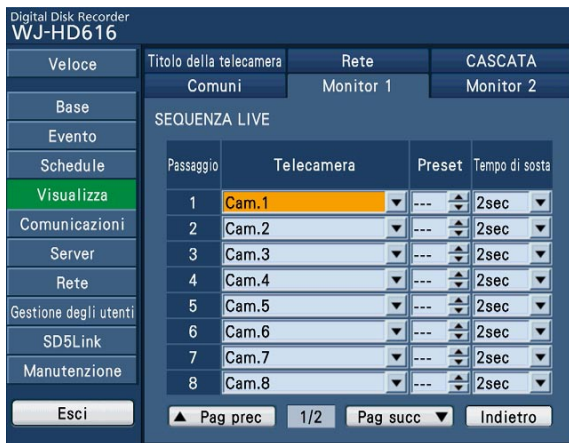 Digital Disk Recorder
WJ-HD616
Veloce
Base
Evento
Schedule
Visualizza
Comunicazioni
Server
Rete
Gestione degli utenti
SD5Link
Manutenzione
Esci
Titolo della telecamera Rete CASCATA
Comuni Monitor 1 Monitor 2
SEQUENZA LIVE
Passaggio Telecamera Preset Tempo di sosta
1 Cam.1 --- 2sec
2 Cam.2 --- 2sec
3 Cam.3 --- 2sec
4 Cam.4 --- 2sec
5 Cam.5 --- 2sec
6 Cam.6 --- 2sec
7 Cam.7 --- 2sec
8 Cam.8 --- 2sec
▲ Pag prec 1/2 Pag succ ▼ Indietro